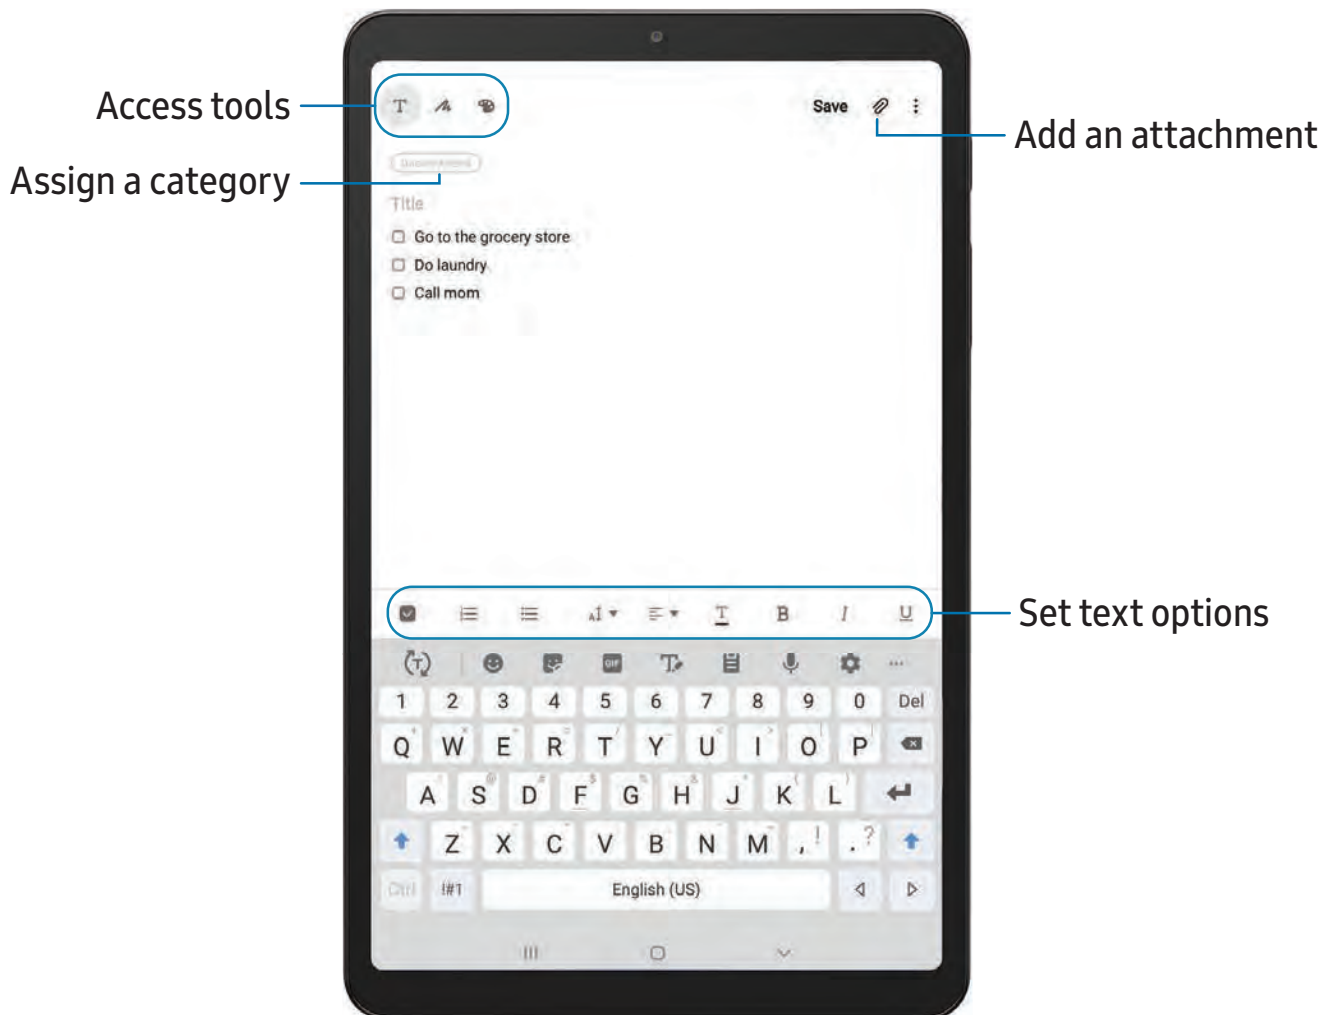 Access tools
T
Save
Add an attachment
Assign a category
Title
Go to the grocery store
Do laundry
Call mom
Set text options
T B I U
T GIF T
1 2 3 4 5 6 7 8 9 0 Del
Q W E R T Y U I O P
A S D F G H J K L
Z X C V B N M , ! . ?
Ctrl !#1 English (US)